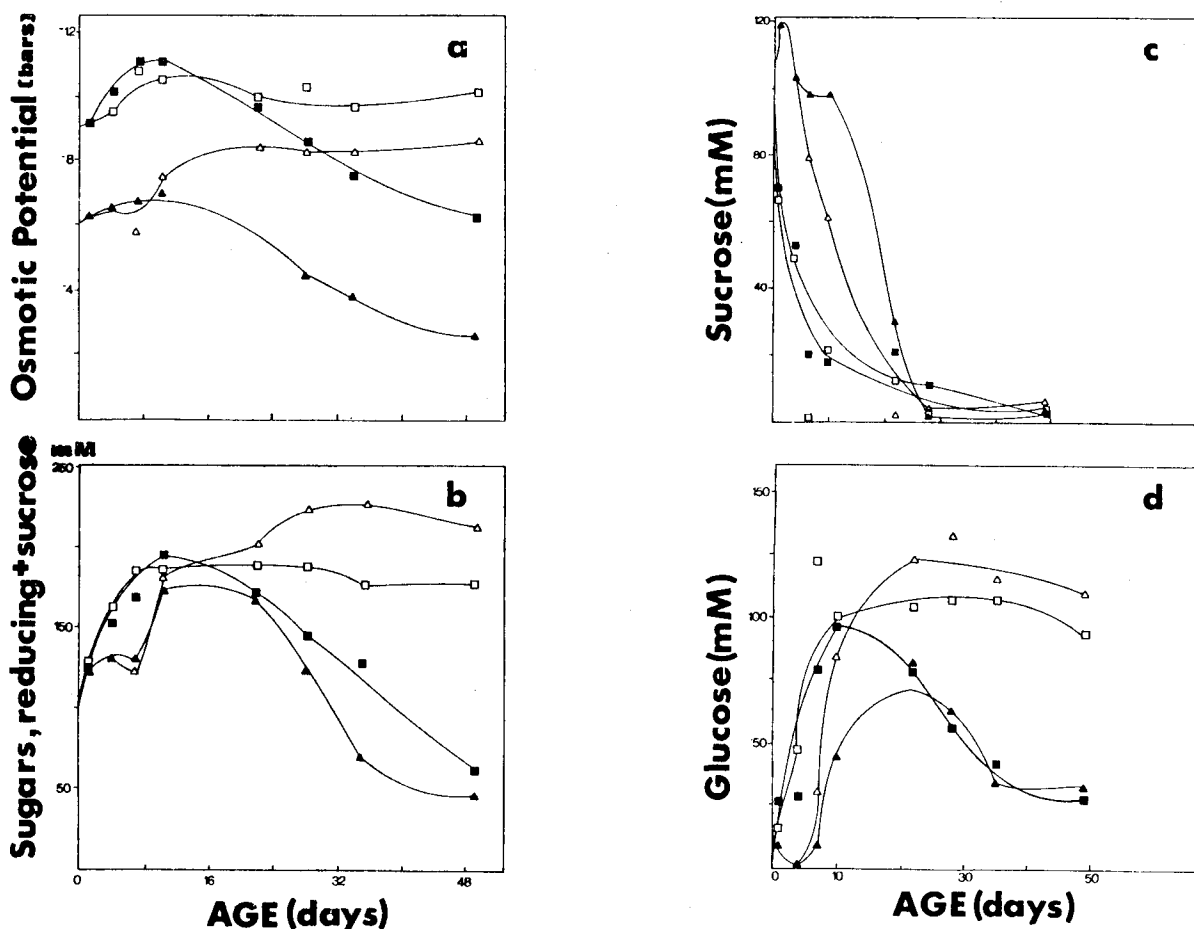 Osmotic Potential (bars)
12
8
4
a
Sugars, reducing+sucrose
mM
250
150
50
b
0 16 32 48
AGE (days)
Sucrose (mM)
120
80
40
c
Glucose (mM)
150
100
50
d
0 10 30 50
AGE (days)